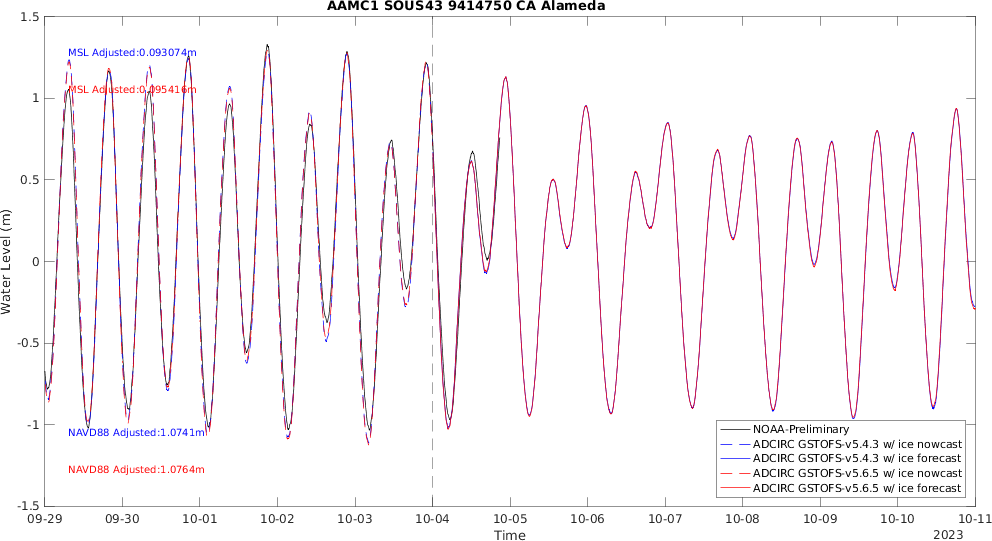 AAMC1 SOUS43 9414750 CA Alameda
1.5
1
0.5
0
-0.5
-1
-1.5
Water Level (m)
MSL Adjusted:0.093074m
MSL Adjusted:0.095416m
NAVD88 Adjusted:1.0741m
NAVD88 Adjusted:1.0764m
NOAA-Preliminary
ADCIRC GSTOFS-v5.4.3 w/ ice nowcast
ADCIRC GSTOFS-v5.4.3 w/ ice forecast
ADCIRC GSTOFS-v5.6.5 w/ ice nowcast
ADCIRC GSTOFS-v5.6.5 w/ ice forecast
09-29 09-30 10-01 10-02 10-03 10-04 10-05 10-06 10-07 10-08 10-09 10-10 10-11
Time
2023